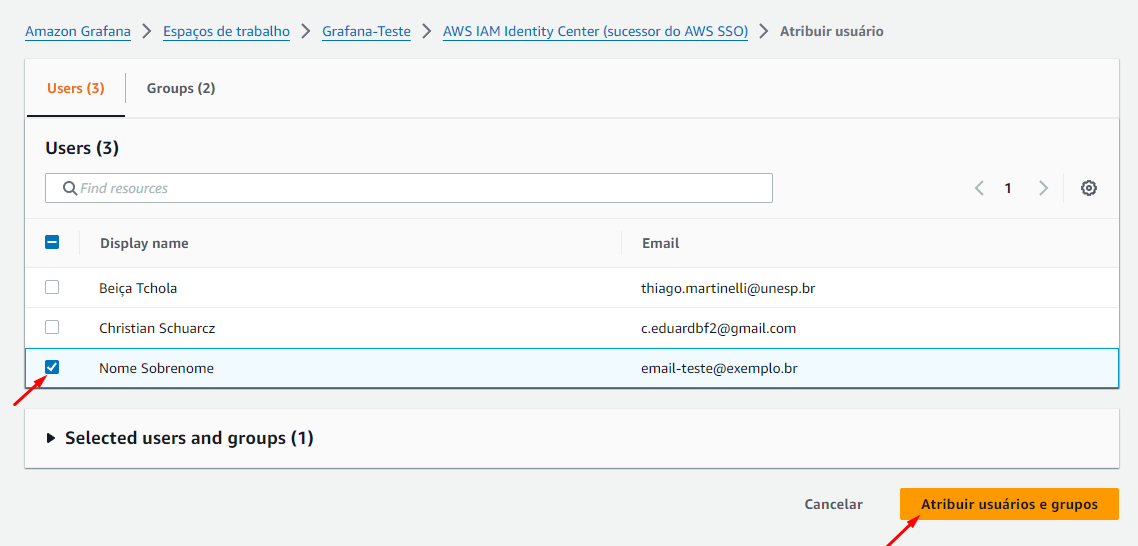 Amazon Grafana > Espaços de trabalho > Grafana-Teste > AWS IAM Identity Center (sucessor do AWS SSO) > Atribuir usuário
Users (3) Groups (2)
Users (3)
Find resources 1
Display name Email
Beiça Tchola thiago.martinelli@unesp.br
Christian Schuarcz c.eduardbf2@gmail.com
Nome Sobrenome email-teste@exemplo.br
Selected users and groups (1)
Cancelar Atribuir usuários e grupos